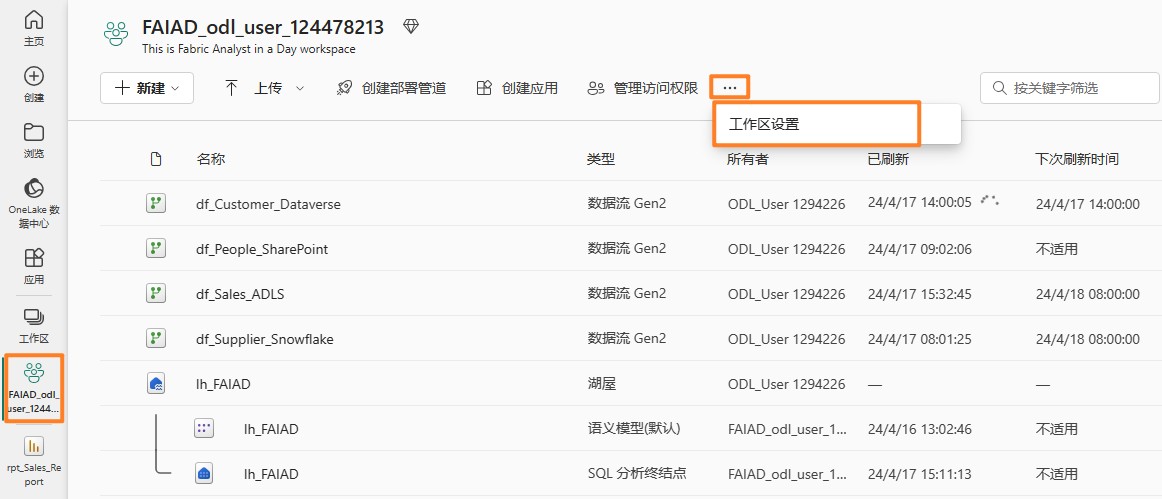 主页
创建
浏览
OneLake 数
据中心
应用
工作区
FAIAD_odl_
user_1244...
rpt_Sales_Re
port
FAIAD_odl_user_124478213
This is Fabric Analyst in a Day workspace
新建 上传 创建部署管道 创建应用 管理访问权限 ... 按关键字筛选
工作区设置
名称 类型 所有者 已刷新 下次刷新时间
df_Customer_Dataverse 数据流 Gen2 ODL_User 1294226 24/4/17 14:00:05 24/4/17 14:00:00
df_People_SharePoint 数据流 Gen2 ODL_User 1294226 24/4/17 09:02:06 不适用
df_Sales_ADLS 数据流 Gen2 ODL_User 1294226 24/4/17 15:32:45 24/4/18 08:00:00
df_Supplier_Snowflake 数据流 Gen2 ODL_User 1294226 24/4/17 08:01:25 24/4/18 08:00:00
lh_FAIAD 湖屋 ODL_User 1294226 — —
lh_FAIAD 语义模型(默认) FAIAD_odl_user_1... 24/4/16 13:02:46 不适用
lh_FAIAD SQL 分析终结点 FAIAD_odl_user_1... 24/4/17 15:11:13 不适用